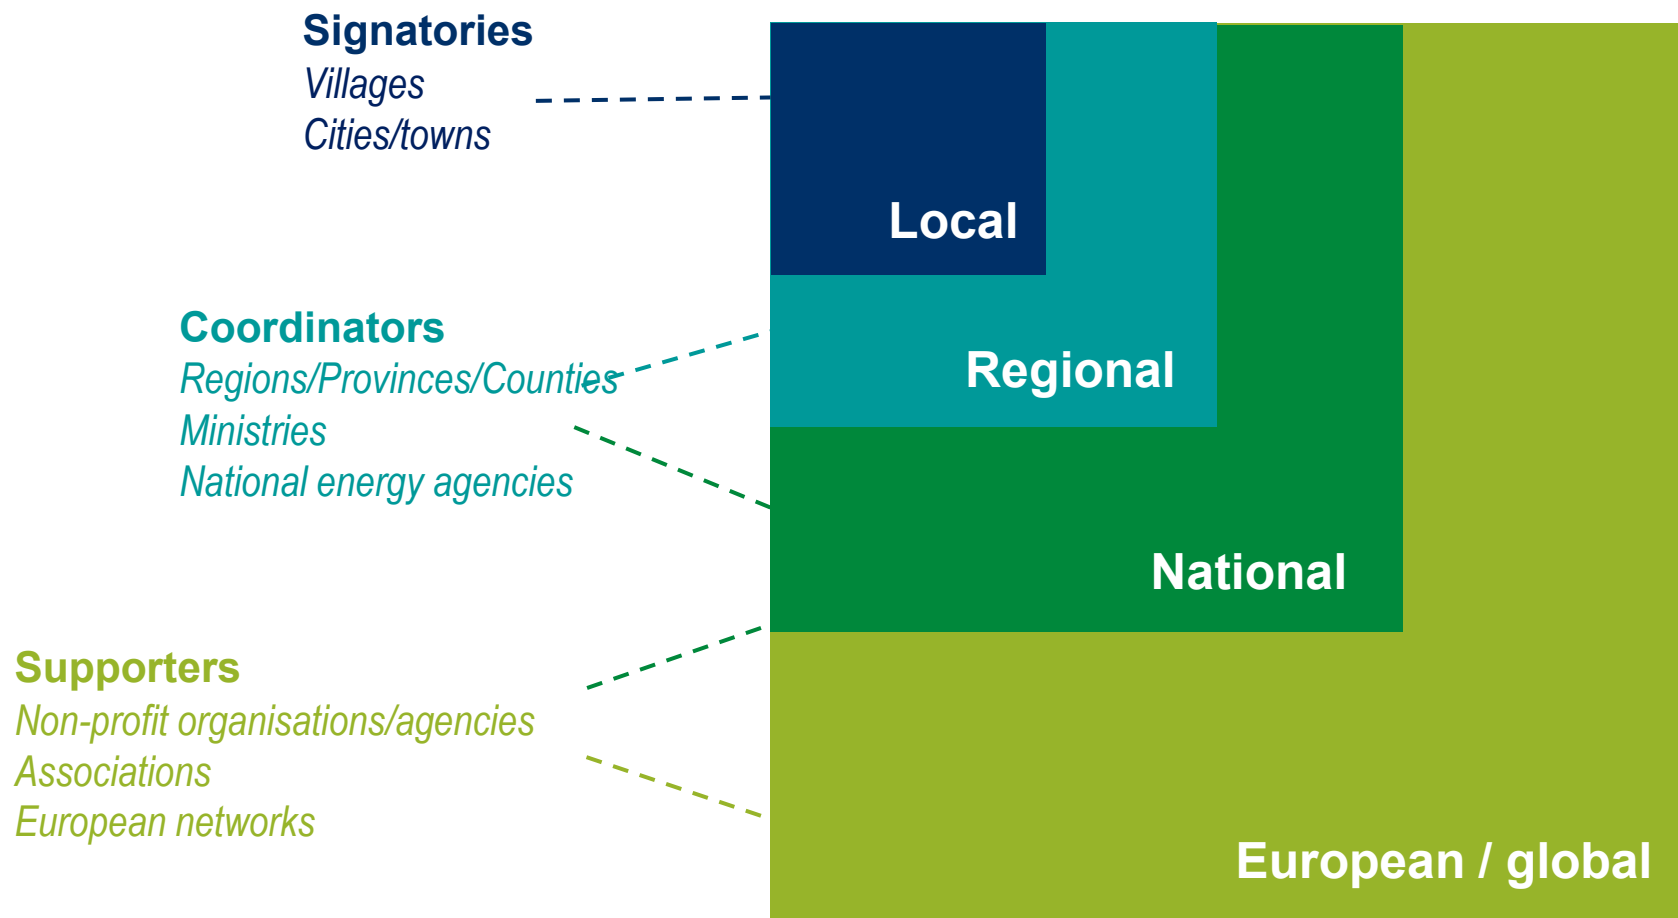 Signatories
Villages
Cities/towns
Local
Coordinators
Regions/Provinces/Counties
Ministries
National energy agencies
Regional
National
Supporters
Non-profit organisations/agencies
Associations
European networks
European / global